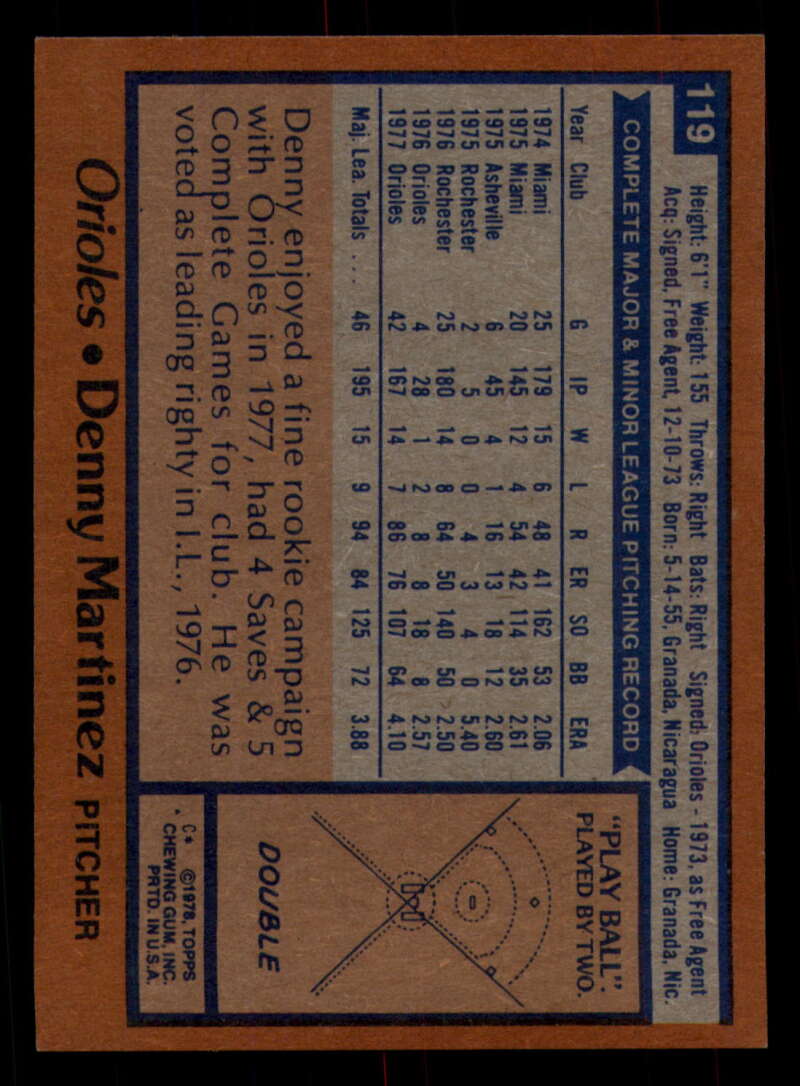 119
Height: 6'1" Weight: 155 Throws: Right Bats: Right Signed: Orioles - 1973, as Free Agent
Acq: Signed, Free Agent, 12-10-73 Born: 5-14-55, Granada, Nicaragua Home: Granada, Nic.
COMPLETE MAJOR & MINOR LEAGUE PITCHING RECORD
Year Club G IP W L R ER SO BB ERA
1974 Miami 25 179 15 6 48 41 162 53 2.06
1975 Miami 20 145 12 4 54 42 114 35 2.61
1975 Asheville 6 45 4 1 16 13 18 12 2.60
1975 Rochester 2 5 0 0 4 3 4 0 5.40
1976 Rochester 25 180 14 8 64 50 140 50 2.50
1976 Orioles 4 28 1 2 8 8 18 8 2.57
1977 Orioles 42 167 14 7 86 76 107 64 4.10
Maj. Lea. Totals . . . 46 195 15 9 94 84 125 72 3.88
Denny enjoyed a fine rookie campaign
with Orioles in 1977, had 4 Saves & 5
Complete Games for club. He was
voted as leading righty in I.L., 1976.
"PLAY BALL":
PLAYED BY TWO.
DOUBLE
* C* ©1978, TOPPS
CHEWING GUM, INC.
PRTD. IN U.S.A.
Orioles • Denny Martinez PITCHER